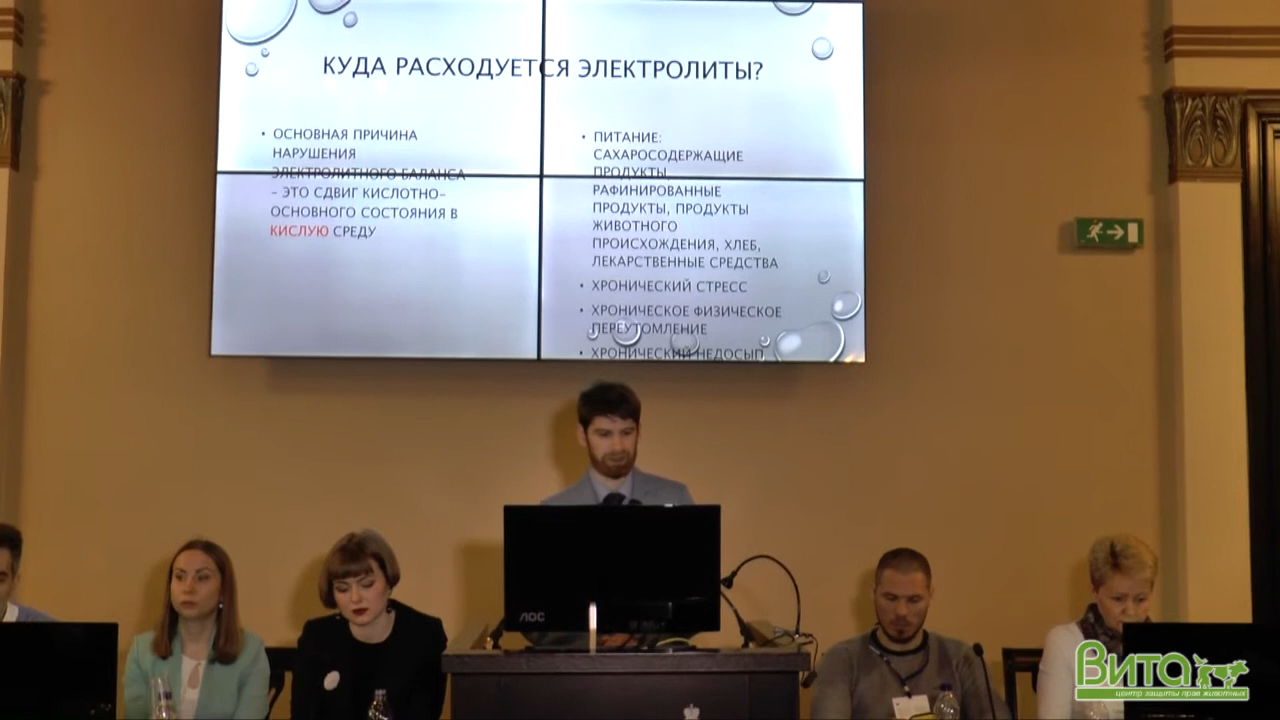 КУДА РАСХОДУЕТСЯ ЭЛЕКТРОЛИТЫ?
• ОСНОВНАЯ ПРИЧИНА
НАРУШЕНИЯ
ЭЛЕКТРОЛИТНОГО БАЛАНСА
– ЭТО СДВИГ КИСЛОТНО-
ОСНОВНОГО СОСТОЯНИЯ В
КИСЛУЮ СРЕДУ
• ПИТАНИЕ:
САХАРОСОДЕРЖАЩИЕ
ПРОДУКТЫ,
РАФИНИРОВАННЫЕ
ПРОДУКТЫ, ПРОДУКТЫ
ЖИВОТНОГО
ПРОИСХОЖДЕНИЯ, ХЛЕБ,
ЛЕКАРСТВЕННЫЕ СРЕДСТВА
• ХРОНИЧЕСКИЙ СТРЕСС
• ХРОНИЧЕСКОЕ ФИЗИЧЕСКОЕ
ПЕРЕУТОМЛЕНИЕ
• ХРОНИЧЕСКИЙ НЕДОСЫП
AOC
Вита
центр защиты прав животных